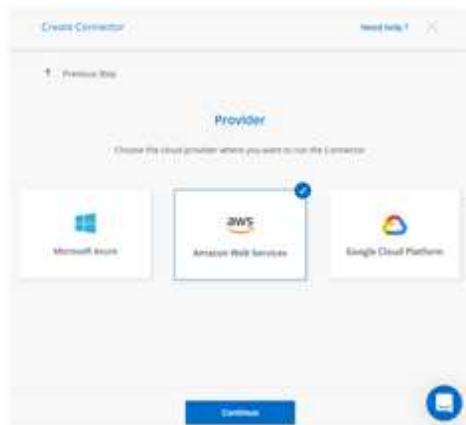 Create Connector
Need help ?
Previous Step
Provider
Choose the cloud provider where you want to run the Connector
aws
Microsoft Azure
Amazon Web Services
Google Cloud Platform
Continue